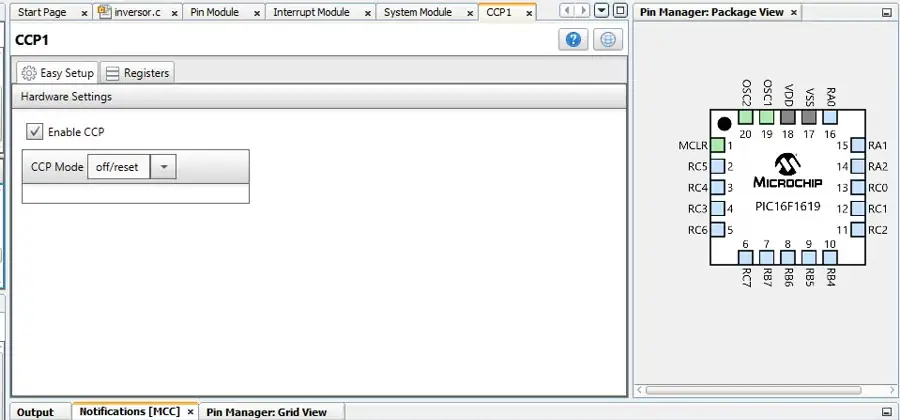 Start Page
inversor.c
Pin Module
Interrupt Module
System Module
CCP1
Pin Manager: Package View
CCP1
Easy Setup
Registers
Hardware Settings
Enable CCP
CCP Mode off/reset
OSC2 OSC1 VDD VSS RA0
20 19 18 17 16
MCLR 1 15 RA1
RC5 2 14 RA2
RC4 3 MICROCHIP 13 RC0
RC3 4 PIC16F1619 12 RC1
RC6 5 11 RC2
6 7 8 9 10
RC7 RB7 RB6 RB5 RB4
Output
Notifications [MCC]
Pin Manager: Grid View